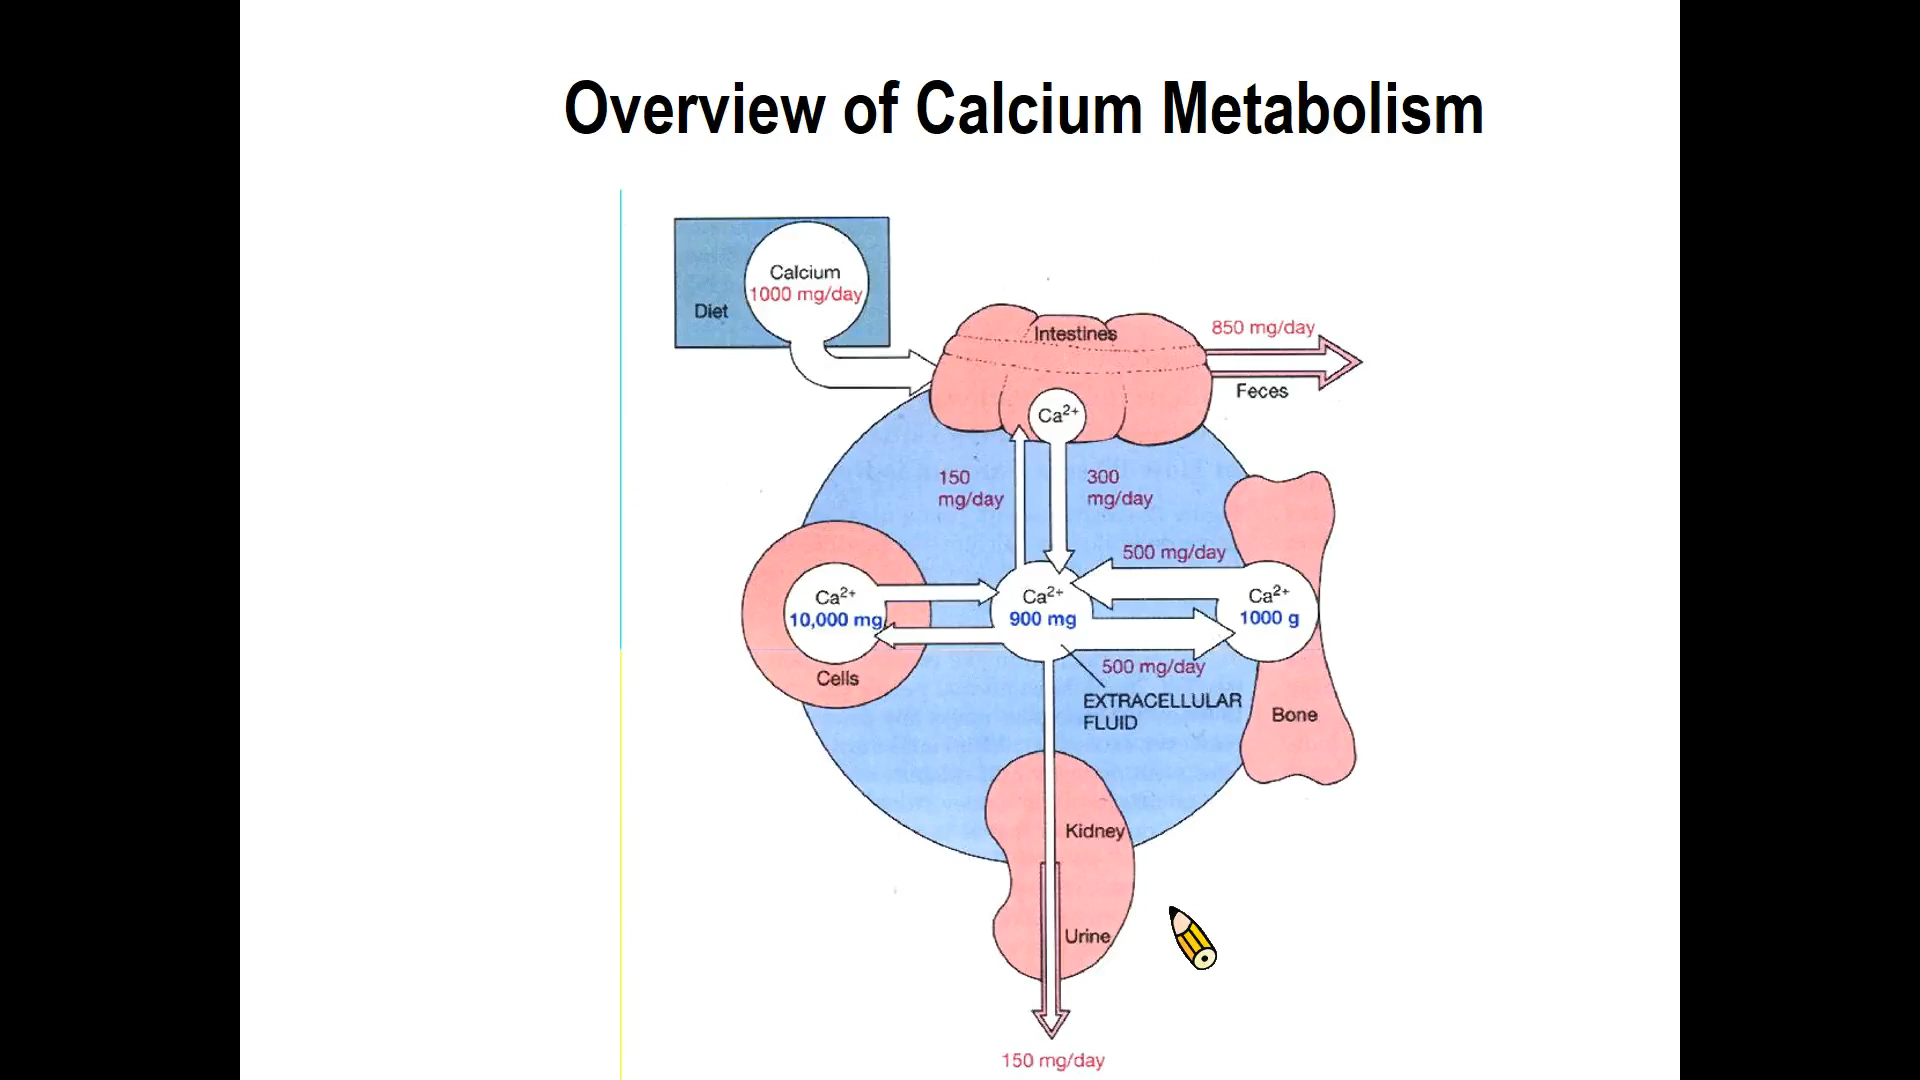 Overview of Calcium Metabolism
Calcium
1000 mg/day
Diet
Intestines
850 mg/day
Feces
Ca²⁺
150
mg/day
300
mg/day
500 mg/day
Ca²⁺
10,000 mg
Cells
Ca²⁺
900 mg
Ca²⁺
1000 g
500 mg/day
EXTRACELLULAR
FLUID
Bone
Kidney
Urine
150 mg/day